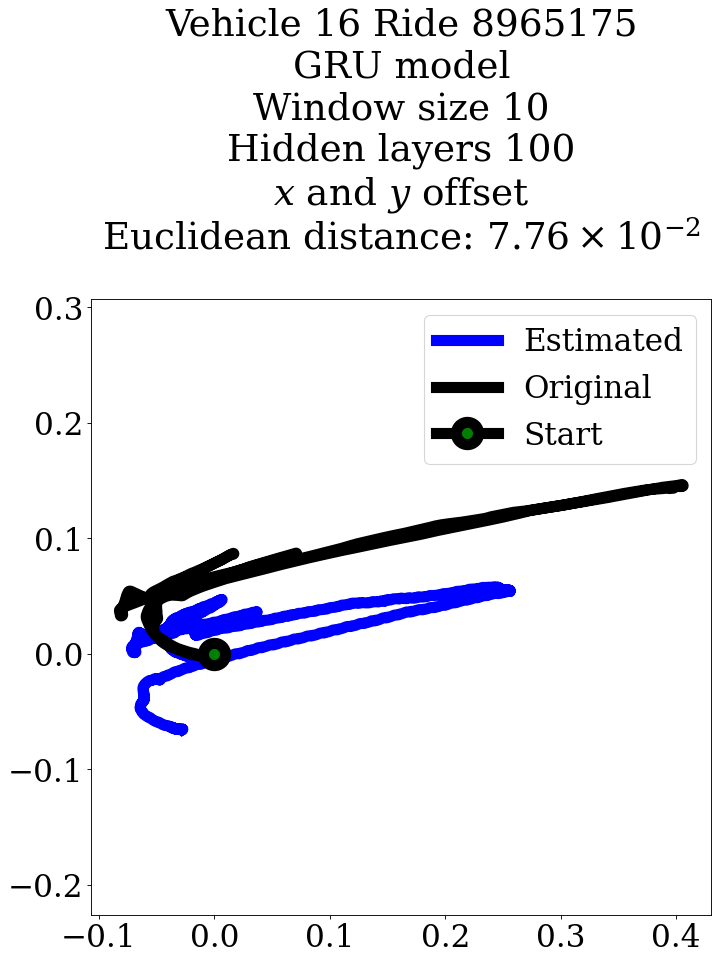 Vehicle 16 Ride 8965175
GRU model
Window size 10
Hidden layers 100
x and y offset
Euclidean distance: 7.76 × 10⁻²
Estimated
Original
Start
0.3
0.2
0.1
0.0
−0.1
−0.2
−0.1 0.0 0.1 0.2 0.3 0.4